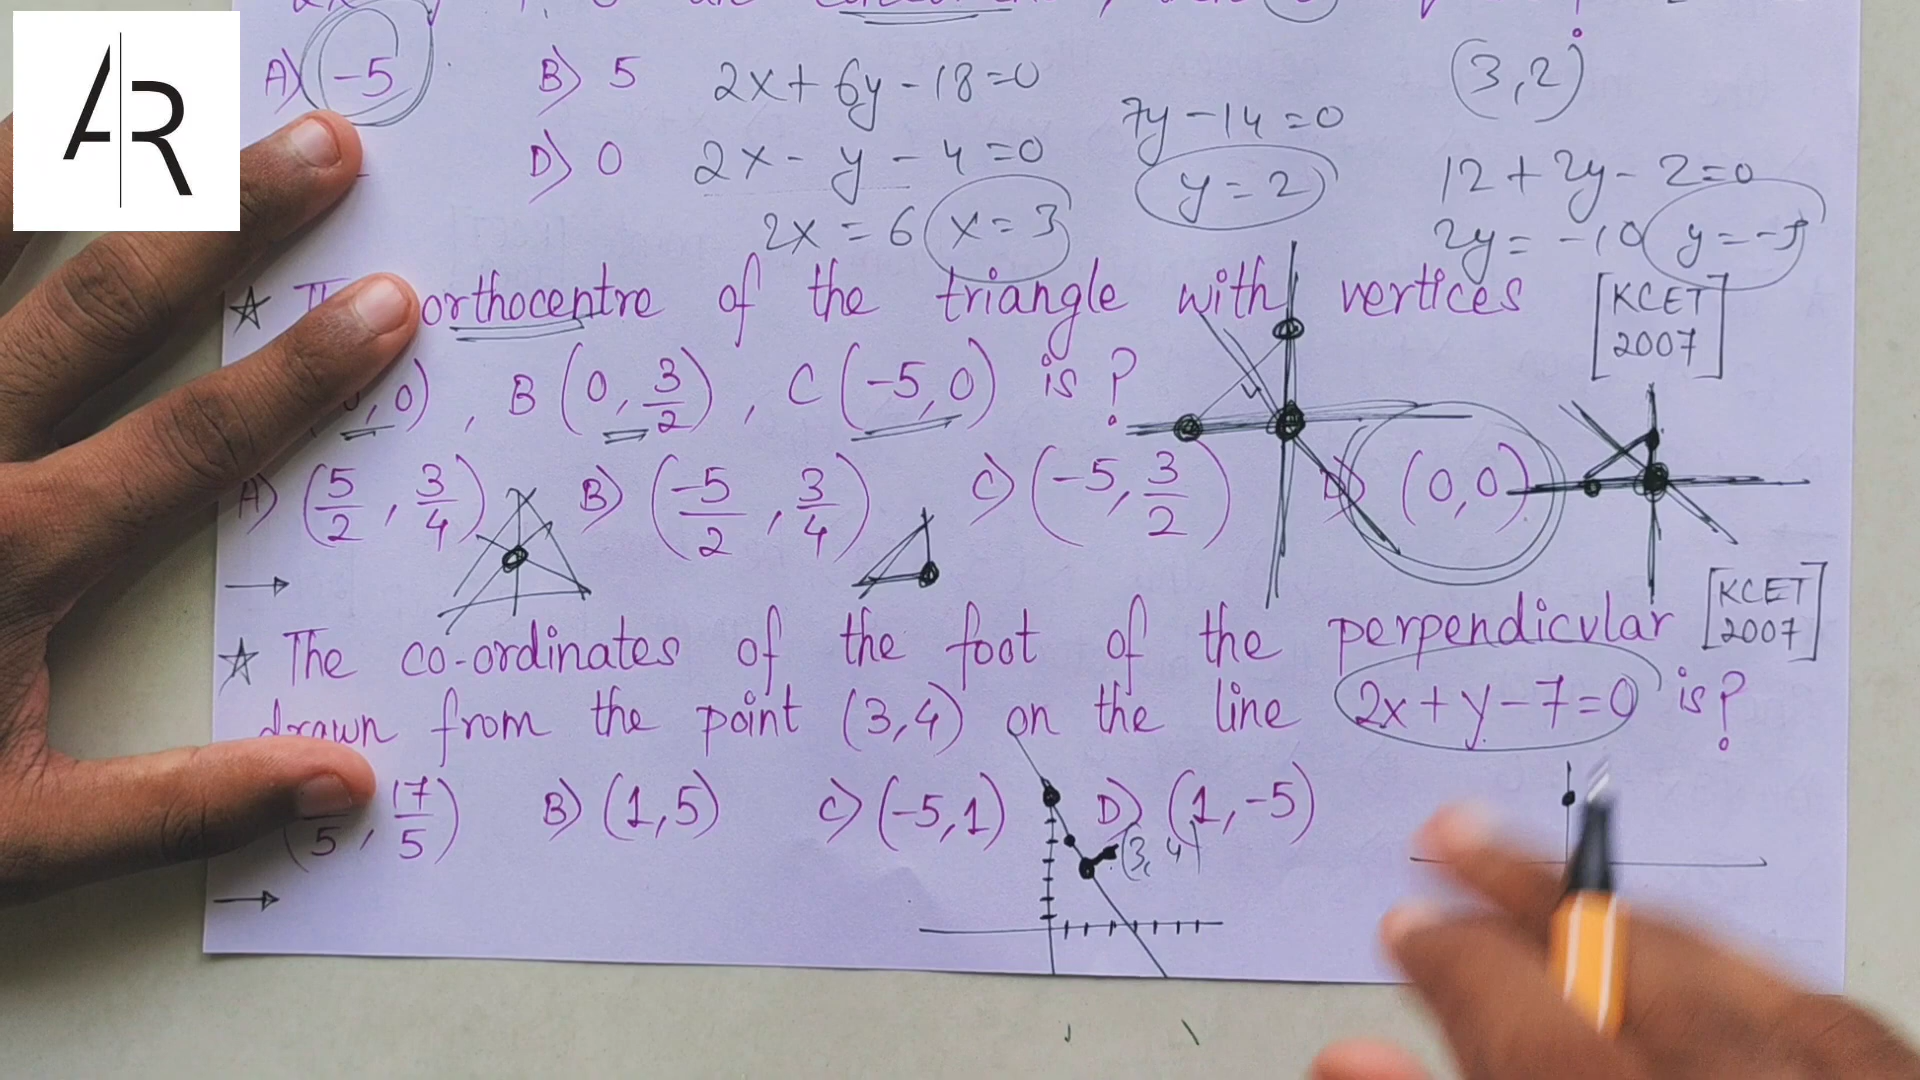 AR
A) -5 B) 5 2x + 6y - 18 = 0 (3, 2)
7y - 14 = 0
D) 0 2x - y - 4 = 0 12 + 2y - 2 = 0
y = 2
2x = 6 x = 3 2y = -10 y = -5
☆ orthocentre of the triangle with vertices [KCET 2007]
, 0), B (0, 3/2), C (-5, 0) is ?
A) (5/2, 3/4) B) (-5/2, 3/4) C) (-5, 3/2) D) (0,0)
→
☆ The co-ordinates of the foot of the perpendicular [KCET 2007]
drawn from the point (3,4) on the line 2x + y - 7 = 0 is ?
( /5, 17/5) B) (1, 5) C) (-5, 1) D) (1, -5)
(3, 4)
→